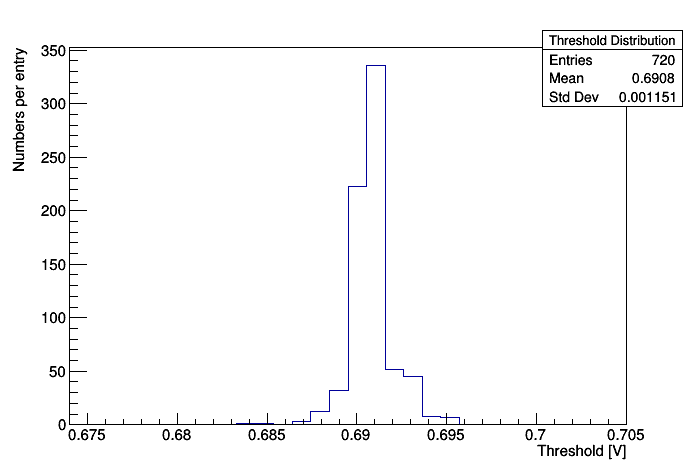 Threshold Distribution
Entries 720
Mean 0.6908
Std Dev 0.001151
Numbers per entry
350
300
250
200
150
100
50
0
0.675 0.68 0.685 0.69 0.695 0.7 0.705
Threshold [V]